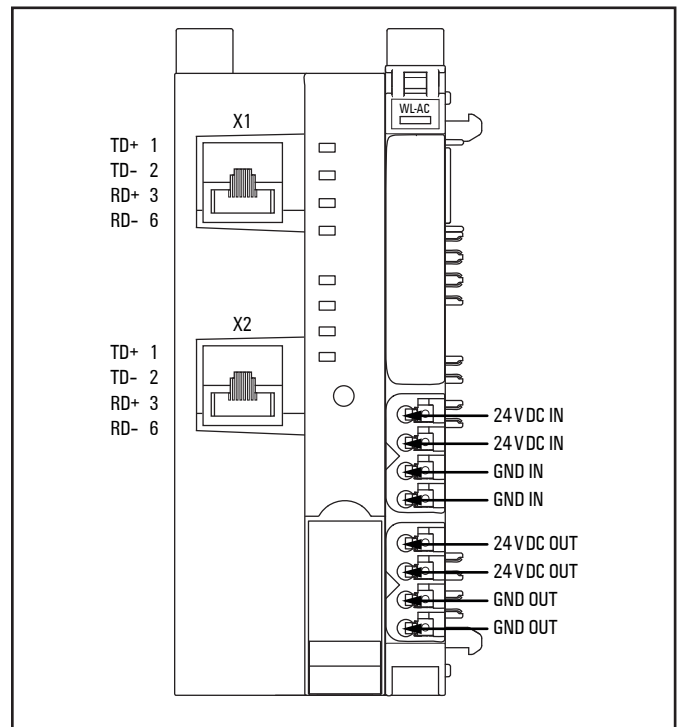 WL-AC
X1
TD+ 1
TD- 2
RD+ 3
RD- 6
X2
TD+ 1
TD- 2
RD+ 3
RD- 6
24 V DC IN
24 V DC IN
GND IN
GND IN
24 V DC OUT
24 V DC OUT
GND OUT
GND OUT